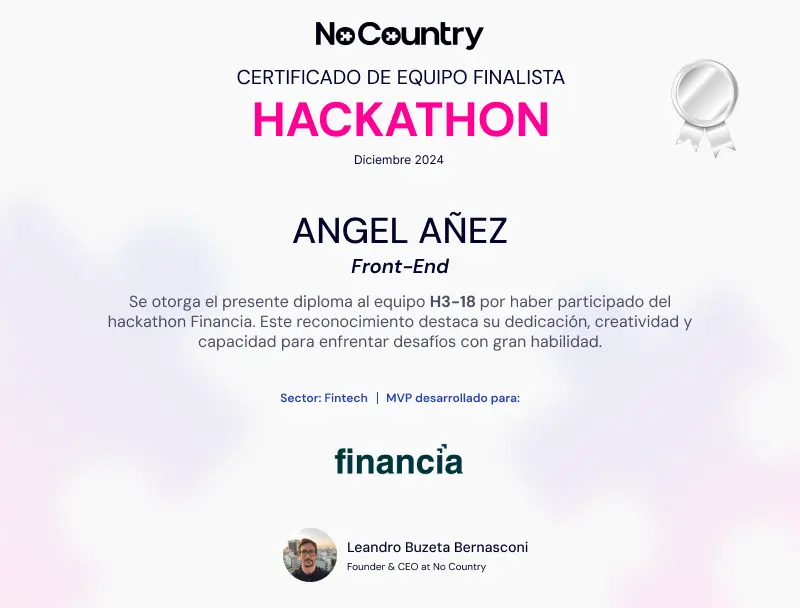 NoCountry
CERTIFICADO DE EQUIPO FINALISTA
HACKATHON
Diciembre 2024
ANGEL AÑEZ
Front-End
Se otorga el presente diploma al equipo H3-18 por haber participado del
hackathon Financia. Este reconocimiento destaca su dedicación, creatividad y
capacidad para enfrentar desafíos con gran habilidad.
Sector: Fintech | MVP desarrollado para:
financia
Leandro Buzeta Bernasconi
Founder & CEO at No Country